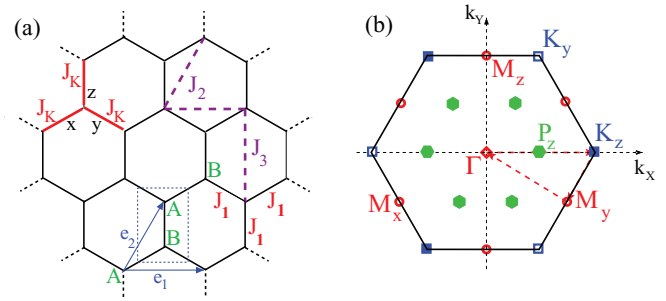 (a)
J_K
z
J_K
J_K
x
y
J_2
J_3
B
A
J_1
J_1
e_2
B
J_1
A
e_1
(b)
k_Y
K_y
M_z
P_z
K_z
Γ
k_X
M_x
M_y